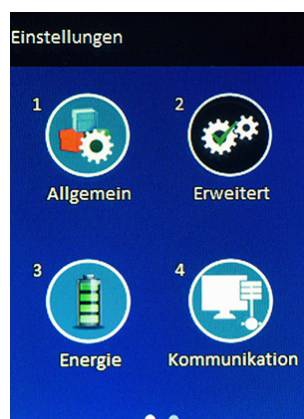 Einstellungen
1
2
Allgemein
Erweitert
3
4
Energie
Kommunikation